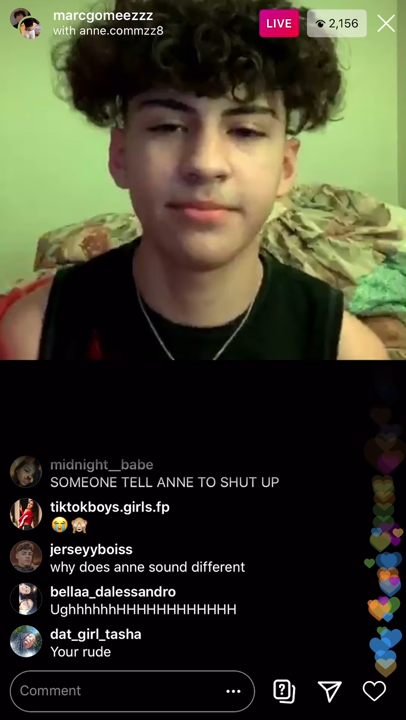 marcgomeezzz
with anne.commzz8
LIVE
2,156
midnight__babe
SOMEONE TELL ANNE TO SHUT UP
tiktokboys.girls.fp
😭🙈
jerseyyboiss
why does anne sound different
bellaa_dalessandro
UghhhhhhHHHHHHHHHHHH
dat_girl_tasha
Your rude
Comment